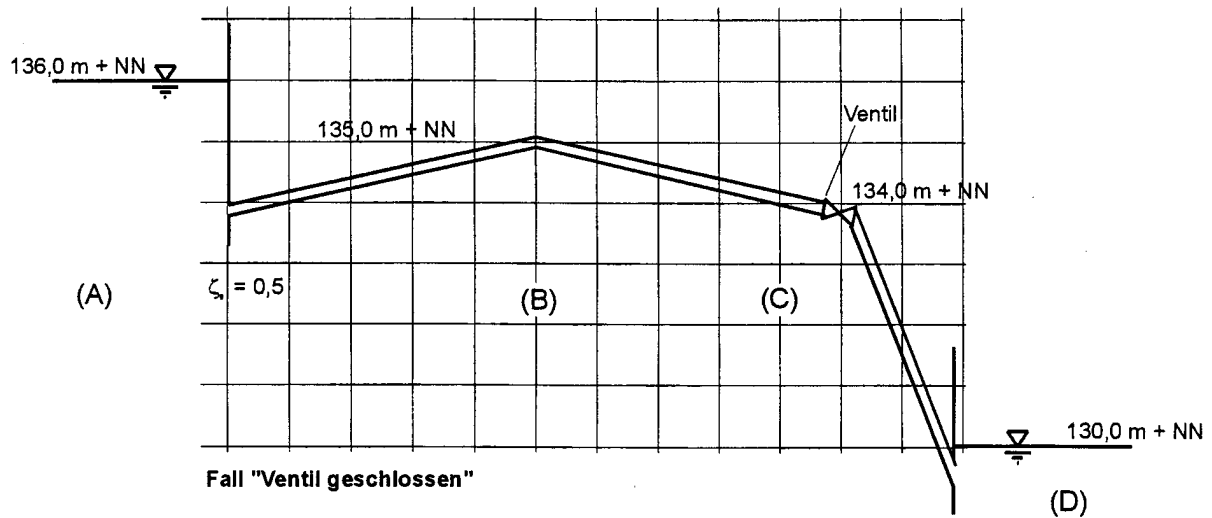 136,0 m + NN
135,0 m + NN
Ventil
134,0 m + NN
(A)
ζ = 0,5
(B)
(C)
130,0 m + NN
Fall "Ventil geschlossen"
(D)